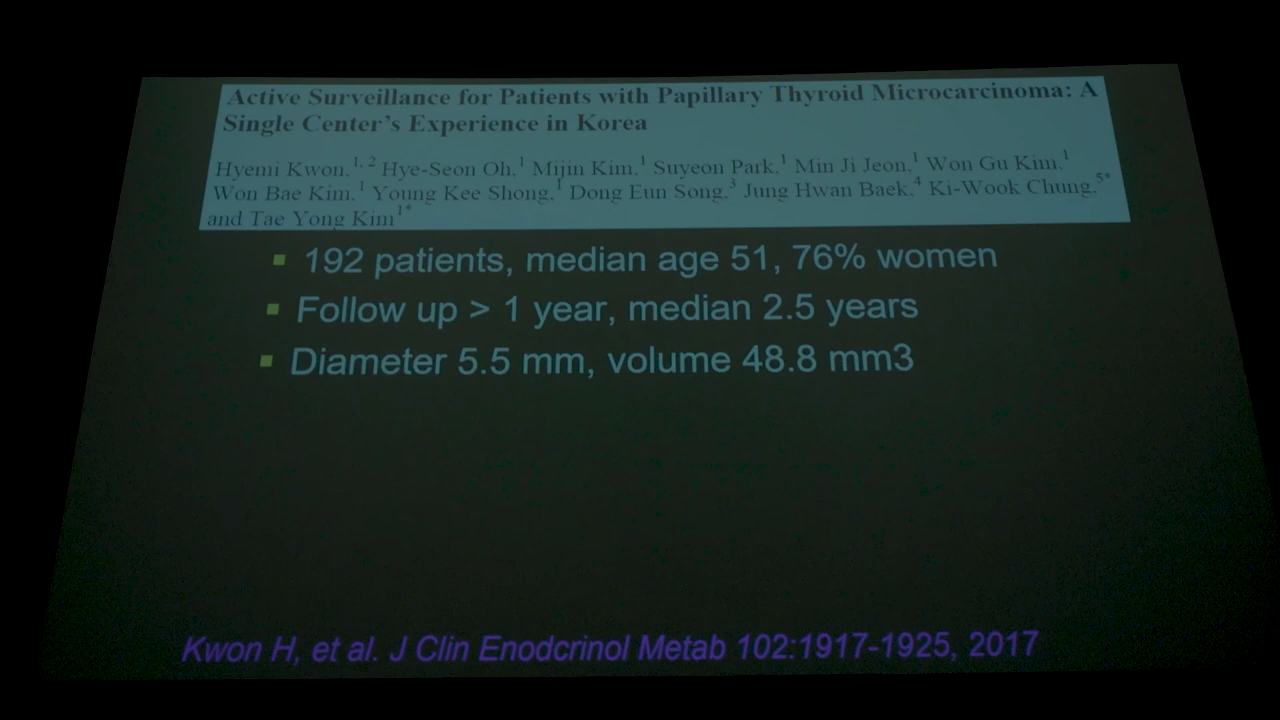 Active Surveillance for Patients with Papillary Thyroid Microcarcinoma: A
Single Center's Experience in Korea
Hyemi Kwon,1, 2 Hye-Seon Oh,1 Mijin Kim,1 Suyeon Park,1 Min Ji Jeon,1 Won Gu Kim,1
Won Bae Kim,1 Young Kee Shong,1 Dong Eun Song,3 Jung Hwan Baek,4 Ki-Wook Chung,5*
and Tae Yong Kim1*
▪ 192 patients, median age 51, 76% women
▪ Follow up > 1 year, median 2.5 years
▪ Diameter 5.5 mm, volume 48.8 mm3
Kwon H, et al. J Clin Enodcrinol Metab 102:1917-1925, 2017